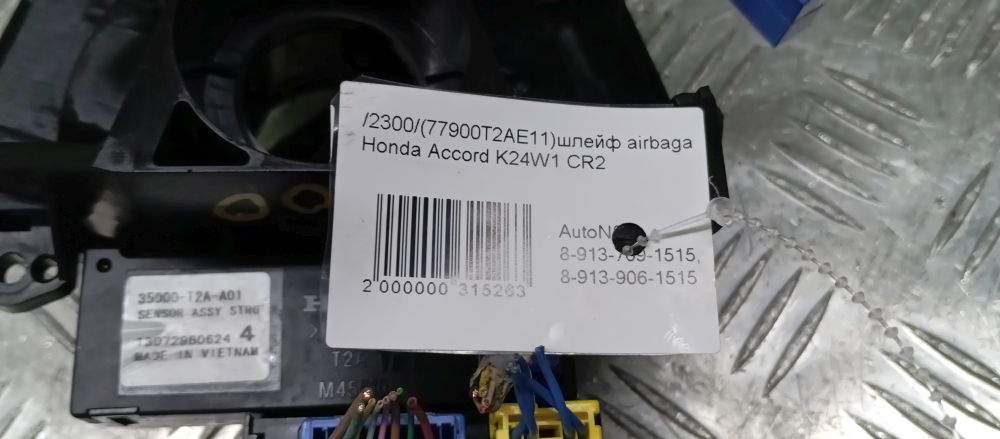 /2300/(77900T2AE11)шлейф airbaga
Honda Accord K24W1 CR2
8-913-906-1515
2 000000 315263
35000-T2A-A01
SENSOR ASSY STRG
4
MADE IN VIETNAM